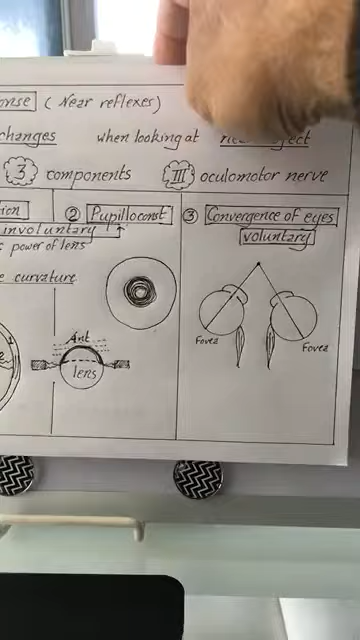 onse (Near reflexes)
changes when looking at near object
3 components III oculomotor nerve
ion ② Pupilloconst ③ Convergence of eyes
involuntary voluntary
power of lens
e curvature
Ant
lens
Fovea
Fovea